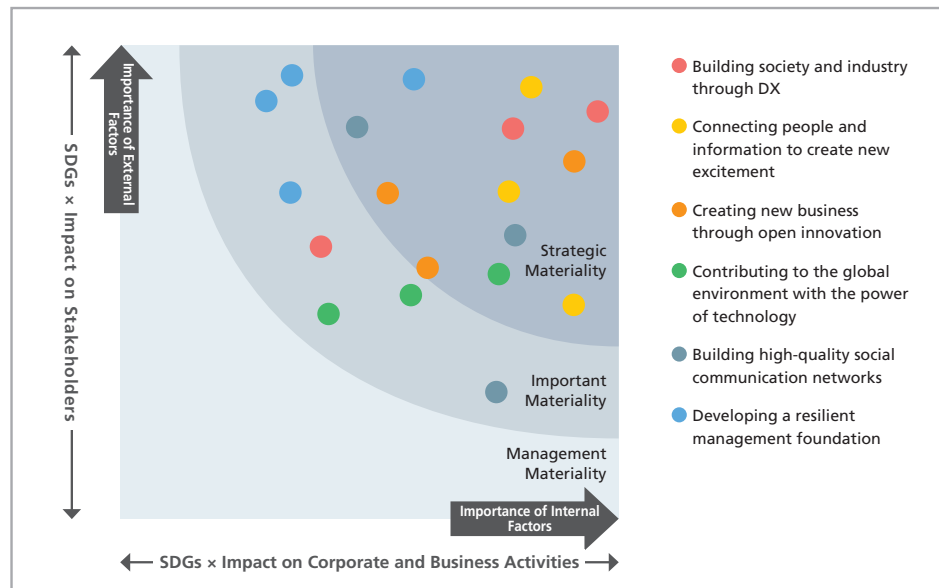 SDGs × Impact on Stakeholders
Importance of External
Factors
Strategic
Materiality
Important
Materiality
Management
Materiality
Importance of Internal
Factors
SDGs × Impact on Corporate and Business Activities
Building society and industry
through DX
Connecting people and
information to create new
excitement
Creating new business
through open innovation
Contributing to the global
environment with the power
of technology
Building high-quality social
communication networks
Developing a resilient
management foundation